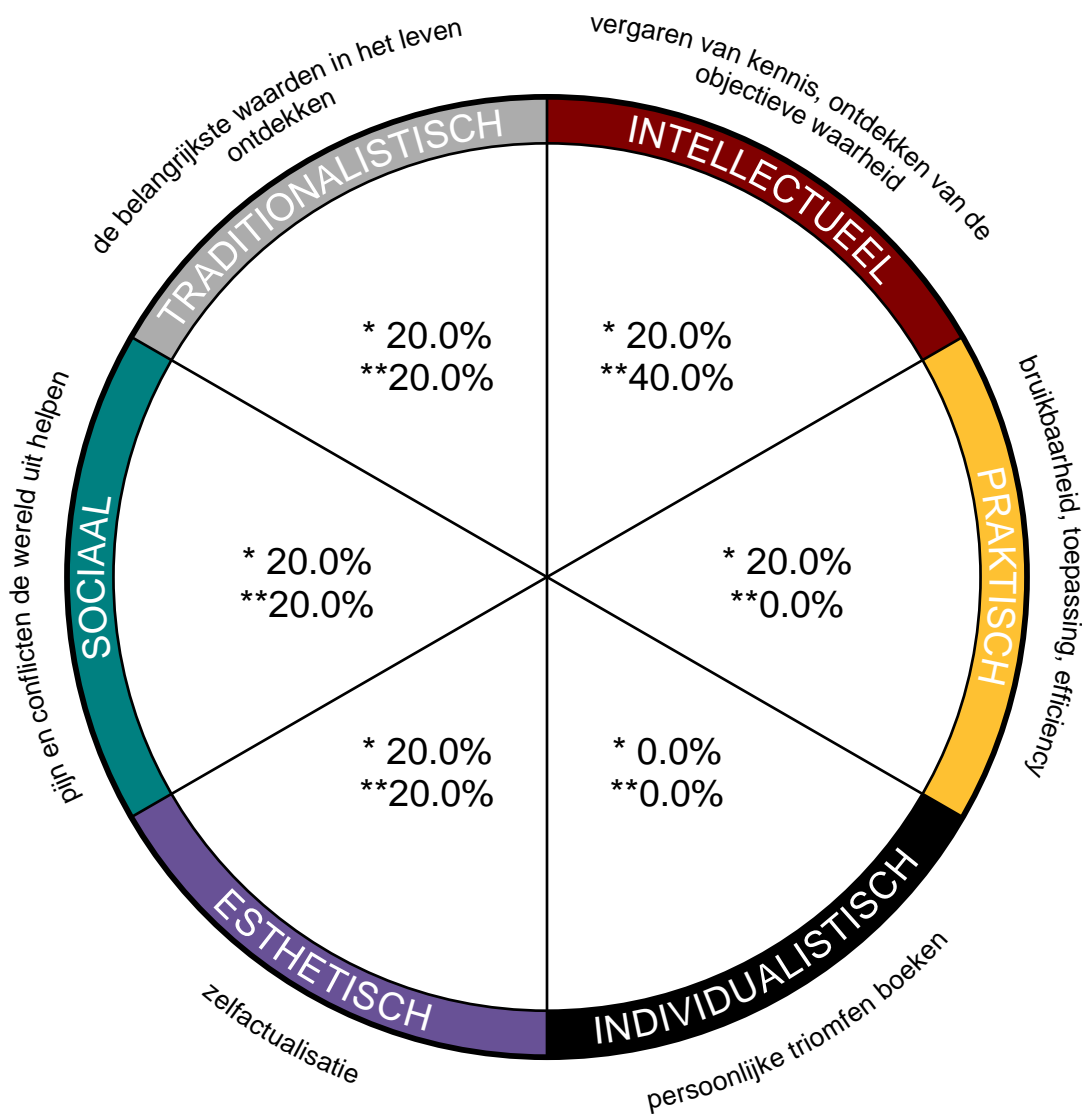 de belangrijkste waarden in het leven
ontdekken
TRADITIONALISTISCH
* 20.0%
**20.0%
vergaren van kennis, ontdekken van de
objectieve waarheid
INTELLECTUEEL
* 20.0%
**40.0%
bruikbaarheid, toepassing, efficiency
PRAKTISCH
* 20.0%
**0.0%
persoonlijke triomfen boeken
INDIVIDUALISTISCH
* 0.0%
**0.0%
zelfactualisatie
ESTHETISCH
* 20.0%
**20.0%
pijn en conflicten de wereld uit helpen
SOCIAAL
* 20.0%
**20.0%